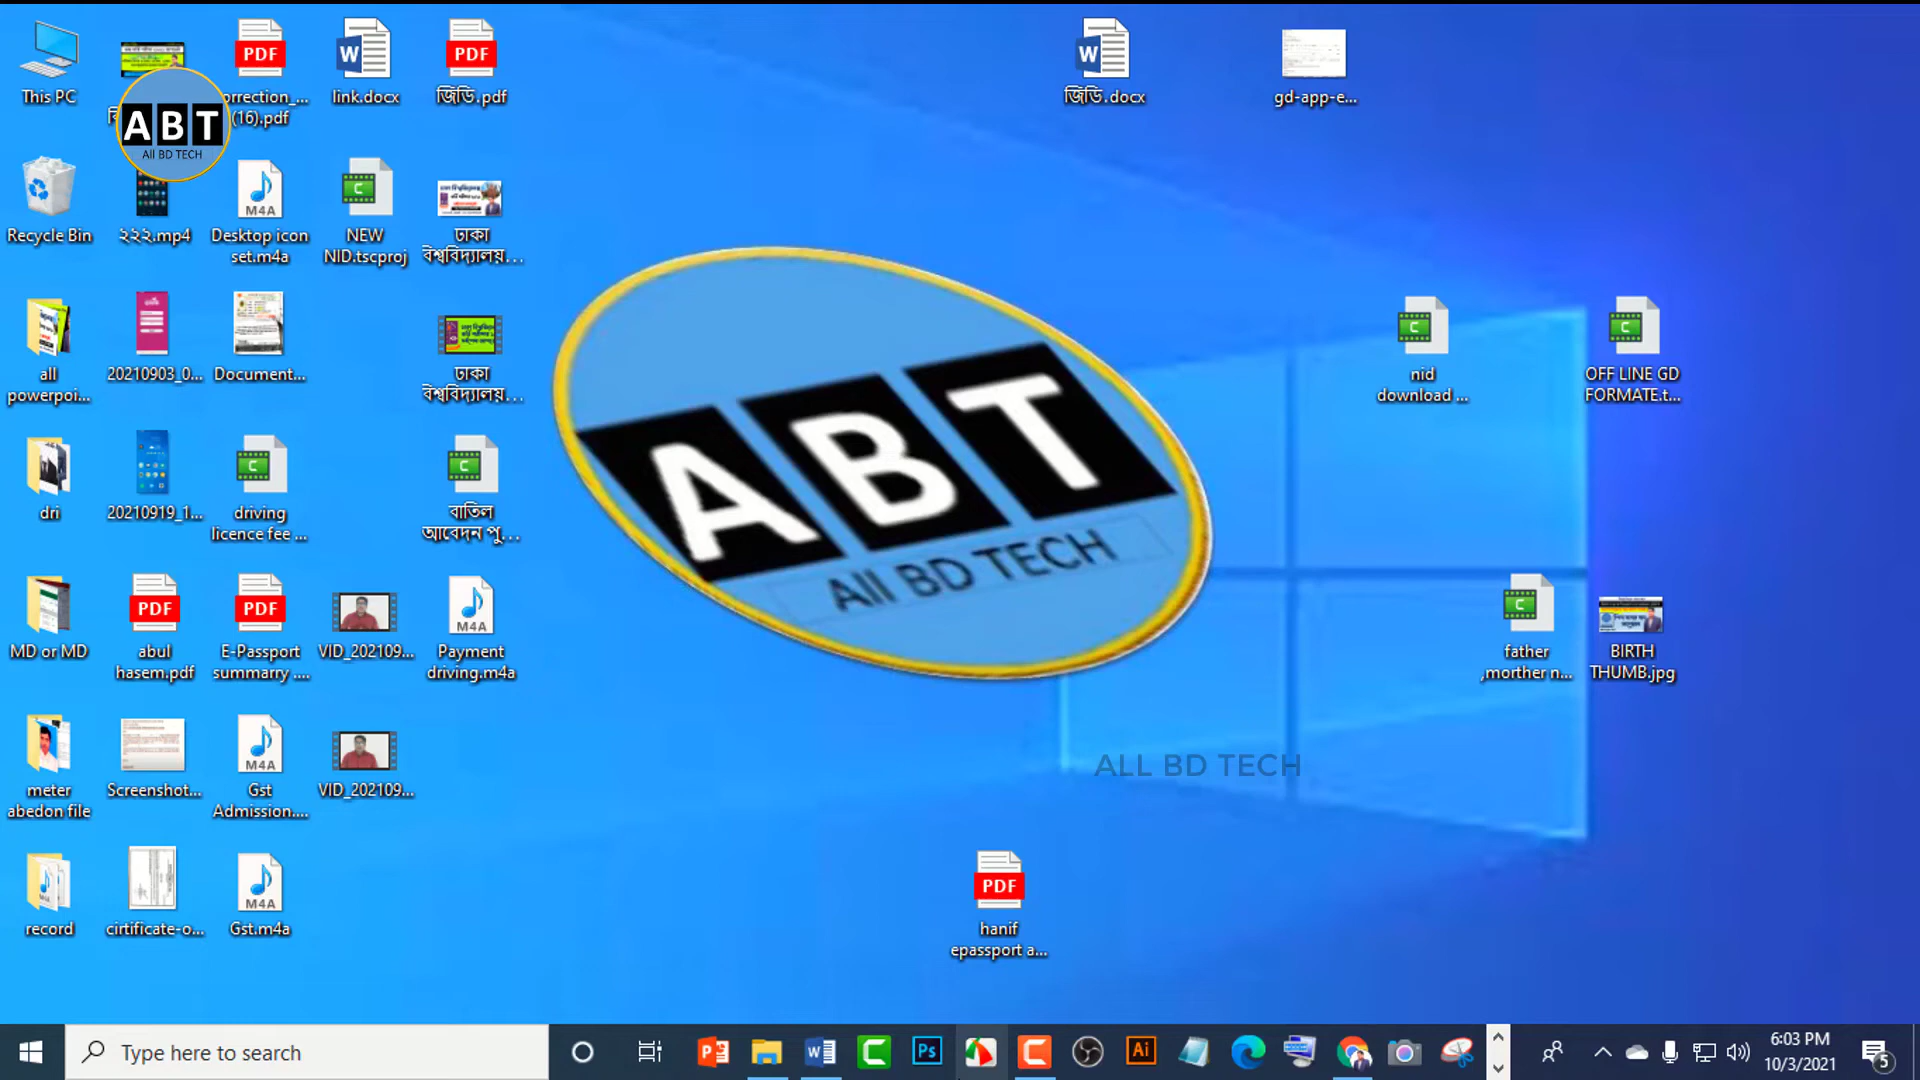 This PC
orrection_...
(16).pdf
link.docx
জিডি.pdf
জিডি.docx
gd-app-e...
ABT
All BD TECH
Recycle Bin
২২২.mp4
Desktop icon
set.m4a
NEW
NID.tscproj
ঢাকা
বিশ্ববিদ্যালয়...
all
powerpoi...
20210903_0...
Document...
ঢাকা
বিশ্ববিদ্যালয়...
nid
download ...
OFF LINE GD
FORMATE.t...
ABT
All BD TECH
dri
20210919_1...
driving
licence fee ...
বাতিল
আবেদন পু...
MD or MD
abul
hasem.pdf
E-Passport
summarry ....
VID_202109...
Payment
driving.m4a
father
,morther n...
BIRTH
THUMB.jpg
meter
abedon file
Screenshot...
Gst
Admission....
VID_202109...
ALL BD TECH
record
cirtificate-o...
Gst.m4a
hanif
epassport a...
Type here to search
6:03 PM
10/3/2021
5